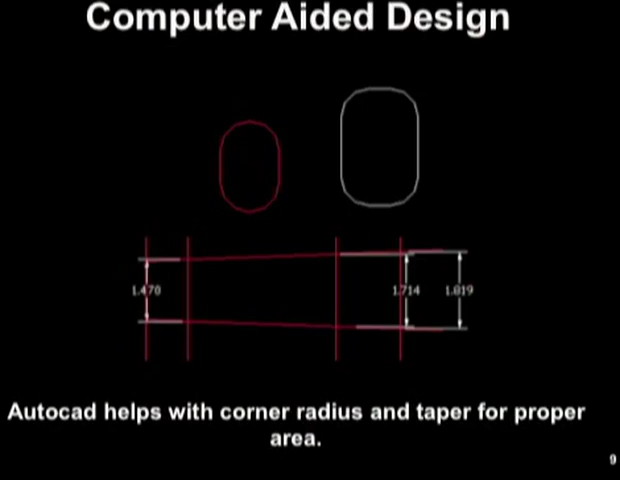 Computer Aided Design
1.470
1.714
1.819
Autocad helps with corner radius and taper for proper
area.
9